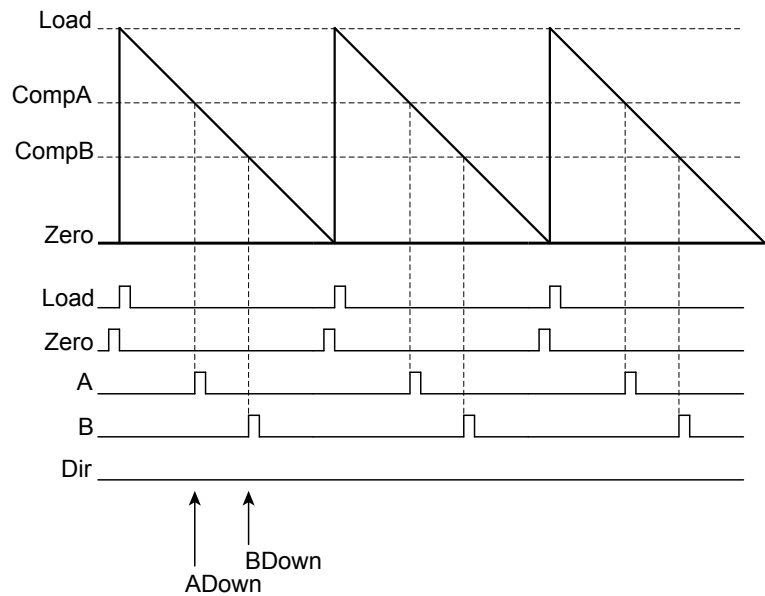 Load
CompA
CompB
Zero
Load
Zero
A
B
Dir
BDown
ADown